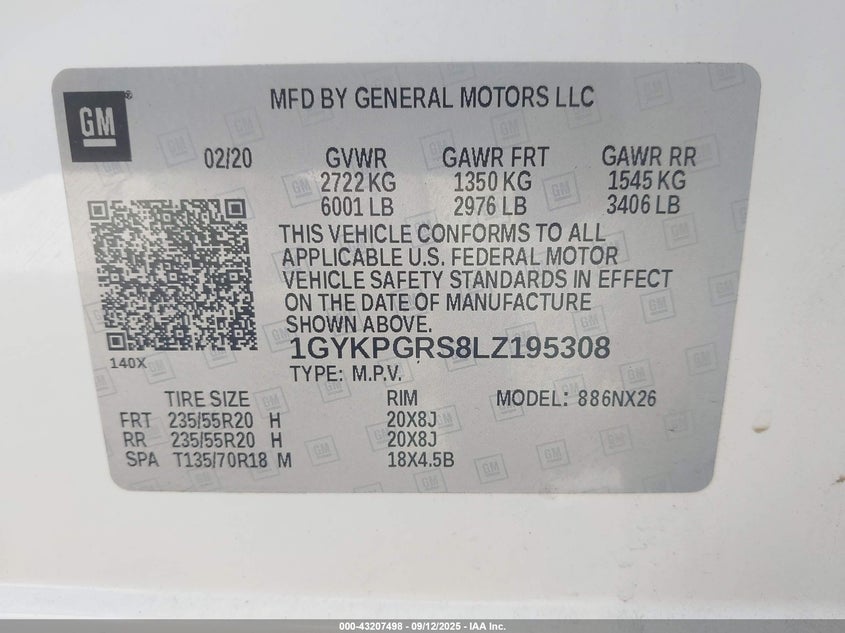 GM
MFD BY GENERAL MOTORS LLC
02/20 GVWR GAWR FRT GAWR RR
2722 KG 1350 KG 1545 KG
6001 LB 2976 LB 3406 LB
THIS VEHICLE CONFORMS TO ALL
APPLICABLE U.S. FEDERAL MOTOR
VEHICLE SAFETY STANDARDS IN EFFECT
ON THE DATE OF MANUFACTURE
SHOWN ABOVE.
1GYKPGRS8LZ195308
140X
TYPE: M.P.V.
TIRE SIZE RIM MODEL: 886NX26
FRT 235/55R20 H 20X8J
RR 235/55R20 H 20X8J
SPA T135/70R18 M 18X4.5B
000-43207498 - 09/12/2025 - IAA Inc.